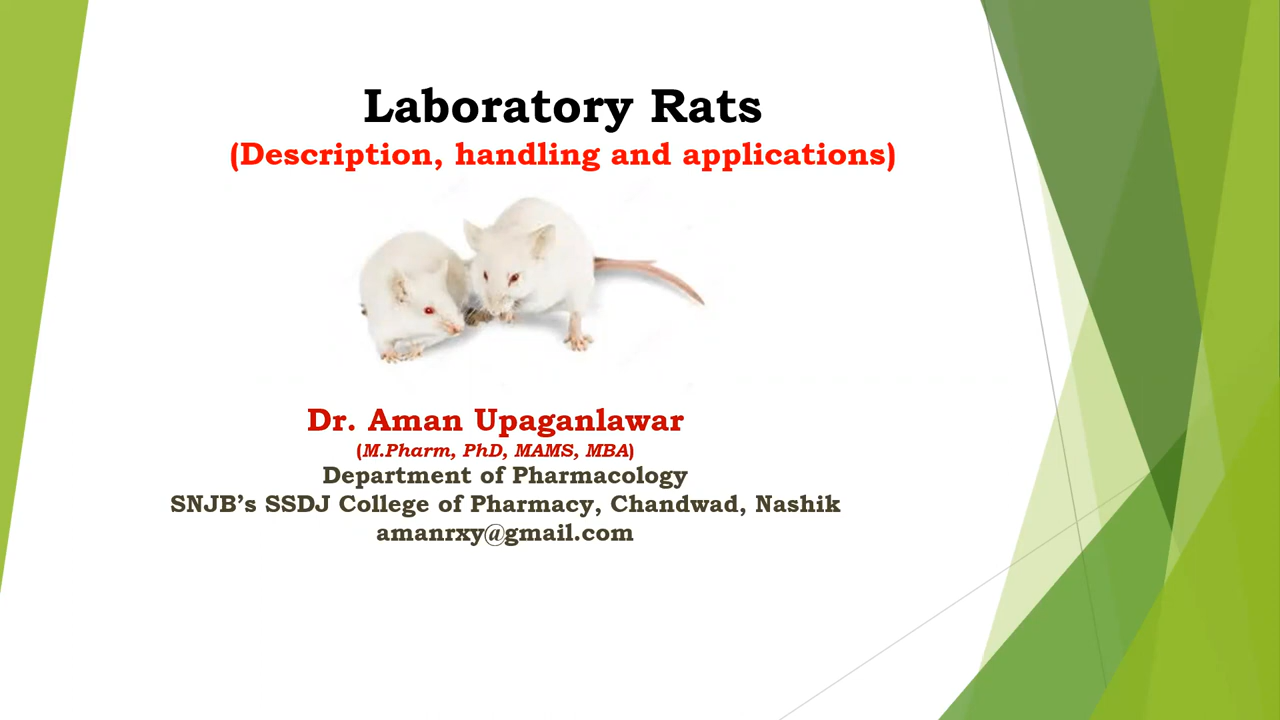 Laboratory Rats
(Description, handling and applications)
Dr. Aman Upaganlawar
(M.Pharm, PhD, MAMS, MBA)
Department of Pharmacology
SNJB’s SSDJ College of Pharmacy, Chandwad, Nashik
amanrxy@gmail.com